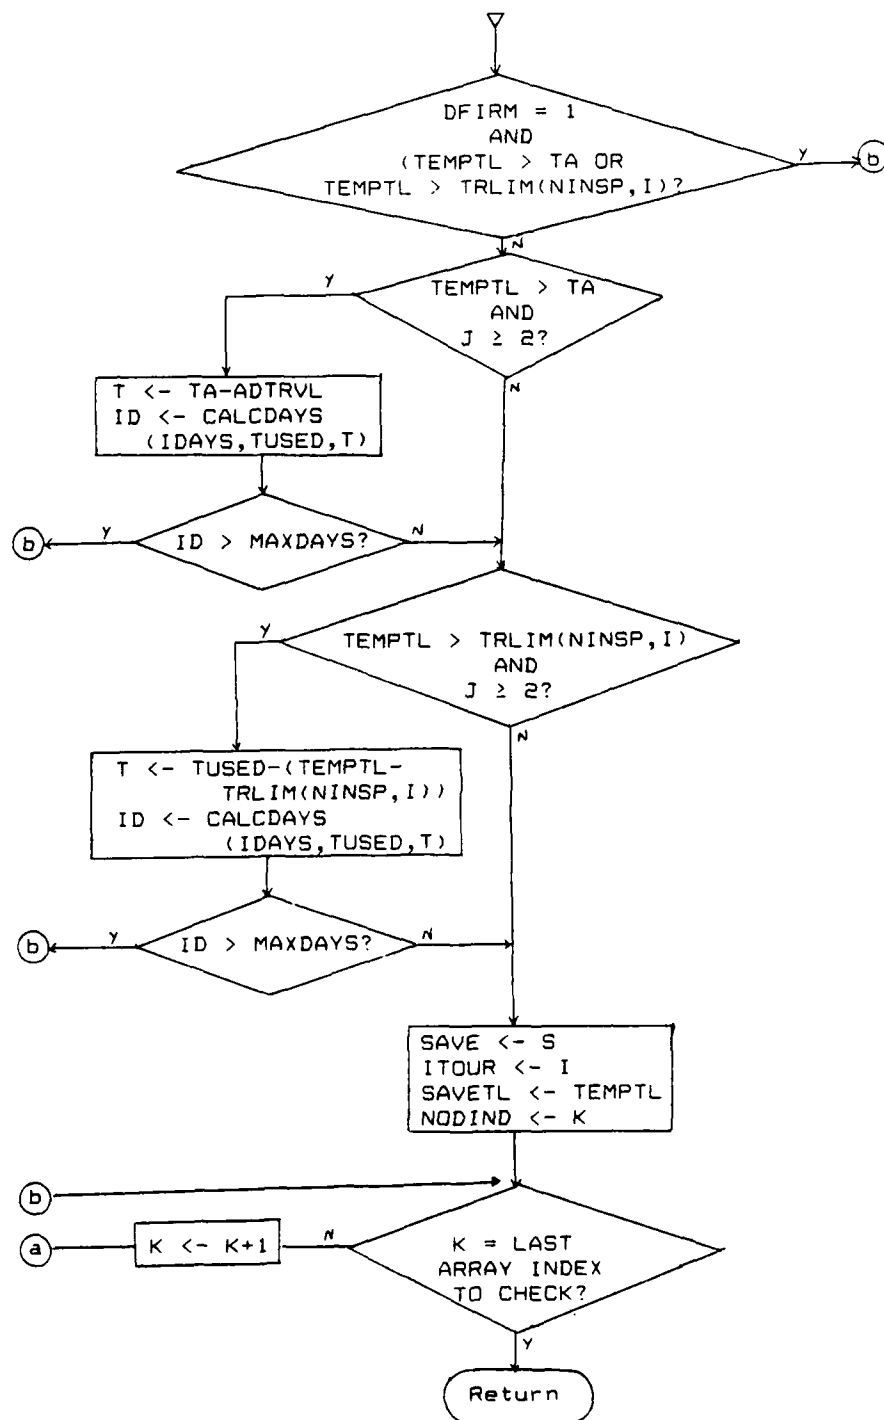 DFIRM = 1
AND
(TEMPTL > TA OR
TEMPTL > TRLIM(NINSP,I)?
Y
b
N
Y
TEMPTL > TA
AND
J ≥ 2?
N
T <- TA-ADTRVL
ID <- CALCDAYS
(IDAYS,TUSED,T)
b
Y
ID > MAXDAYS?
N
Y
TEMPTL > TRLIM(NINSP,I)
AND
J ≥ 2?
N
T <- TUSED-(TEMPTL-
TRLIM(NINSP,I))
ID <- CALCDAYS
(IDAYS,TUSED,T)
b
Y
ID > MAXDAYS?
N
SAVE <- S
ITOUR <- I
SAVETL <- TEMPTL
NODIND <- K
b
a
K <- K+1
N
K = LAST
ARRAY INDEX
TO CHECK?
Y
Return